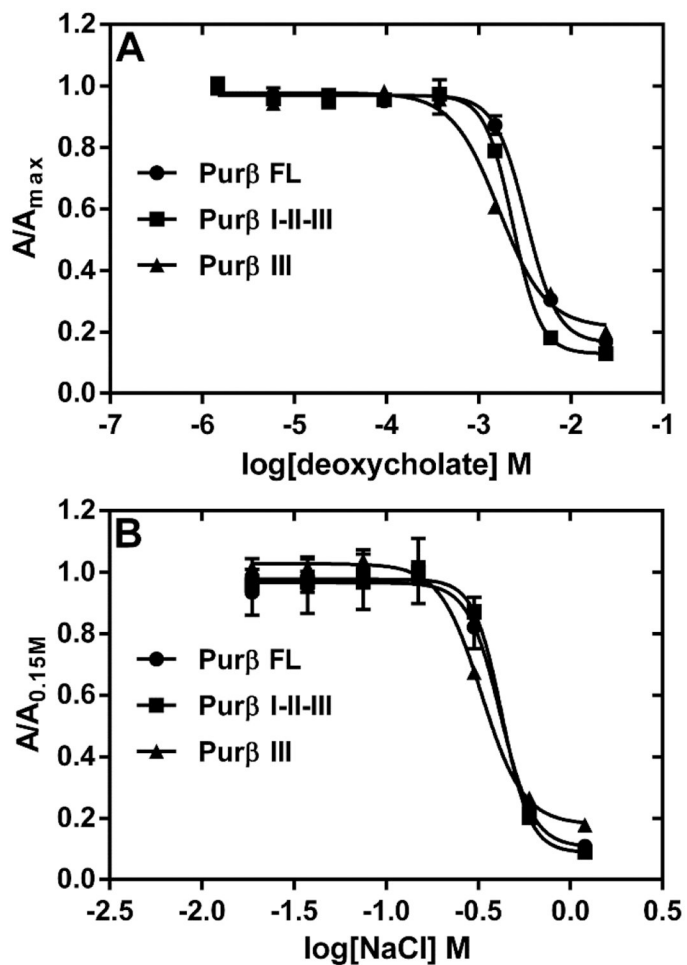 A
1.2
1.0
0.8
0.6
0.4
0.2
0.0
A/Amax
Purβ FL
Purβ I-II-III
Purβ III
-7 -6 -5 -4 -3 -2 -1
log[deoxycholate] M
B
1.2
1.0
0.8
0.6
0.4
0.2
0.0
A/A0.15M
Purβ FL
Purβ I-II-III
Purβ III
-2.5 -2.0 -1.5 -1.0 -0.5 0.0 0.5
log[NaCl] M